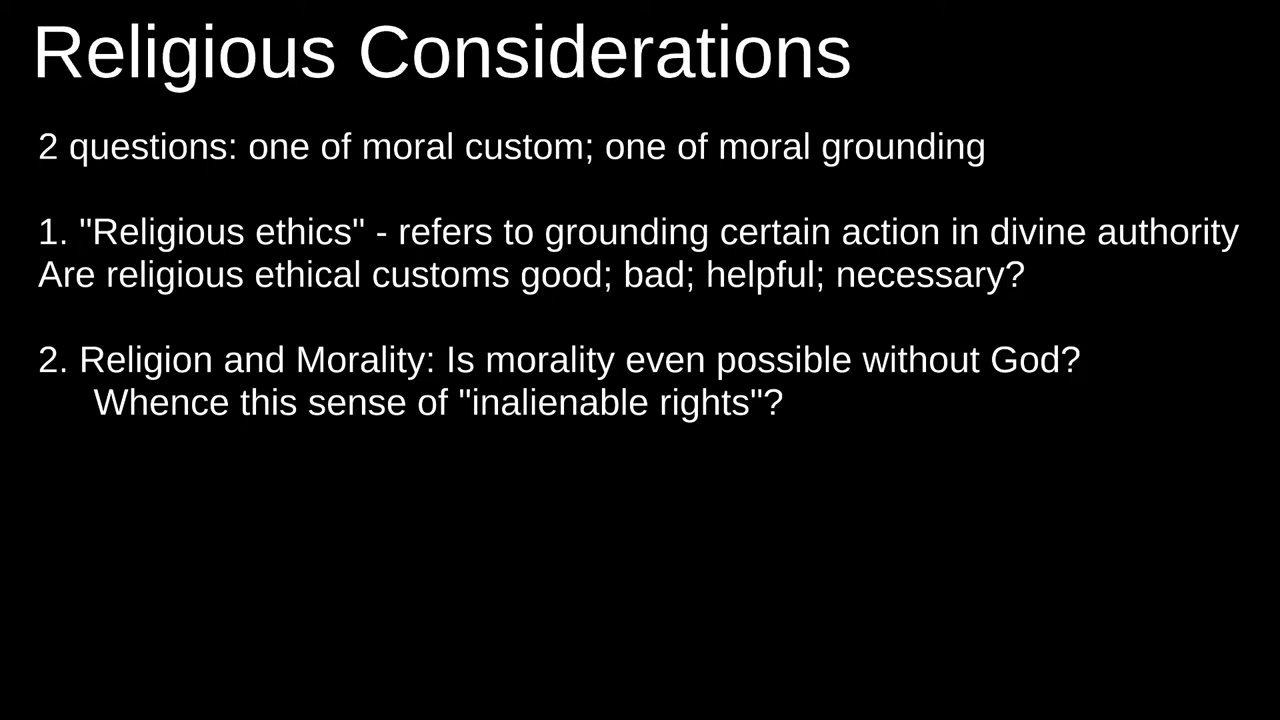 Religious Considerations
2 questions: one of moral custom; one of moral grounding
1. "Religious ethics" - refers to grounding certain action in divine authority
Are religious ethical customs good; bad; helpful; necessary?
2. Religion and Morality: Is morality even possible without God?
Whence this sense of "inalienable rights"?